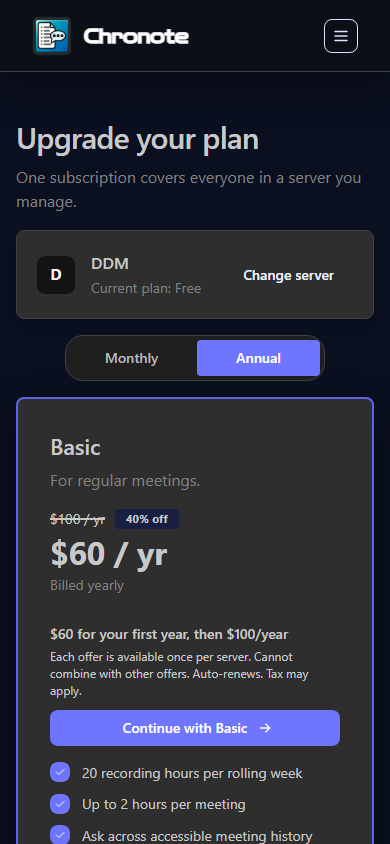 Chronote
Upgrade your plan
One subscription covers everyone in a server you
manage.
D
DDM
Current plan: Free
Change server
Monthly
Annual
Basic
For regular meetings.
$100 / yr
40% off
$60 / yr
Billed yearly
$60 for your first year, then $100/year
Each offer is available once per server. Cannot
combine with other offers. Auto-renews. Tax may
apply.
Continue with Basic →
20 recording hours per rolling week
Up to 2 hours per meeting
Ask across accessible meeting history